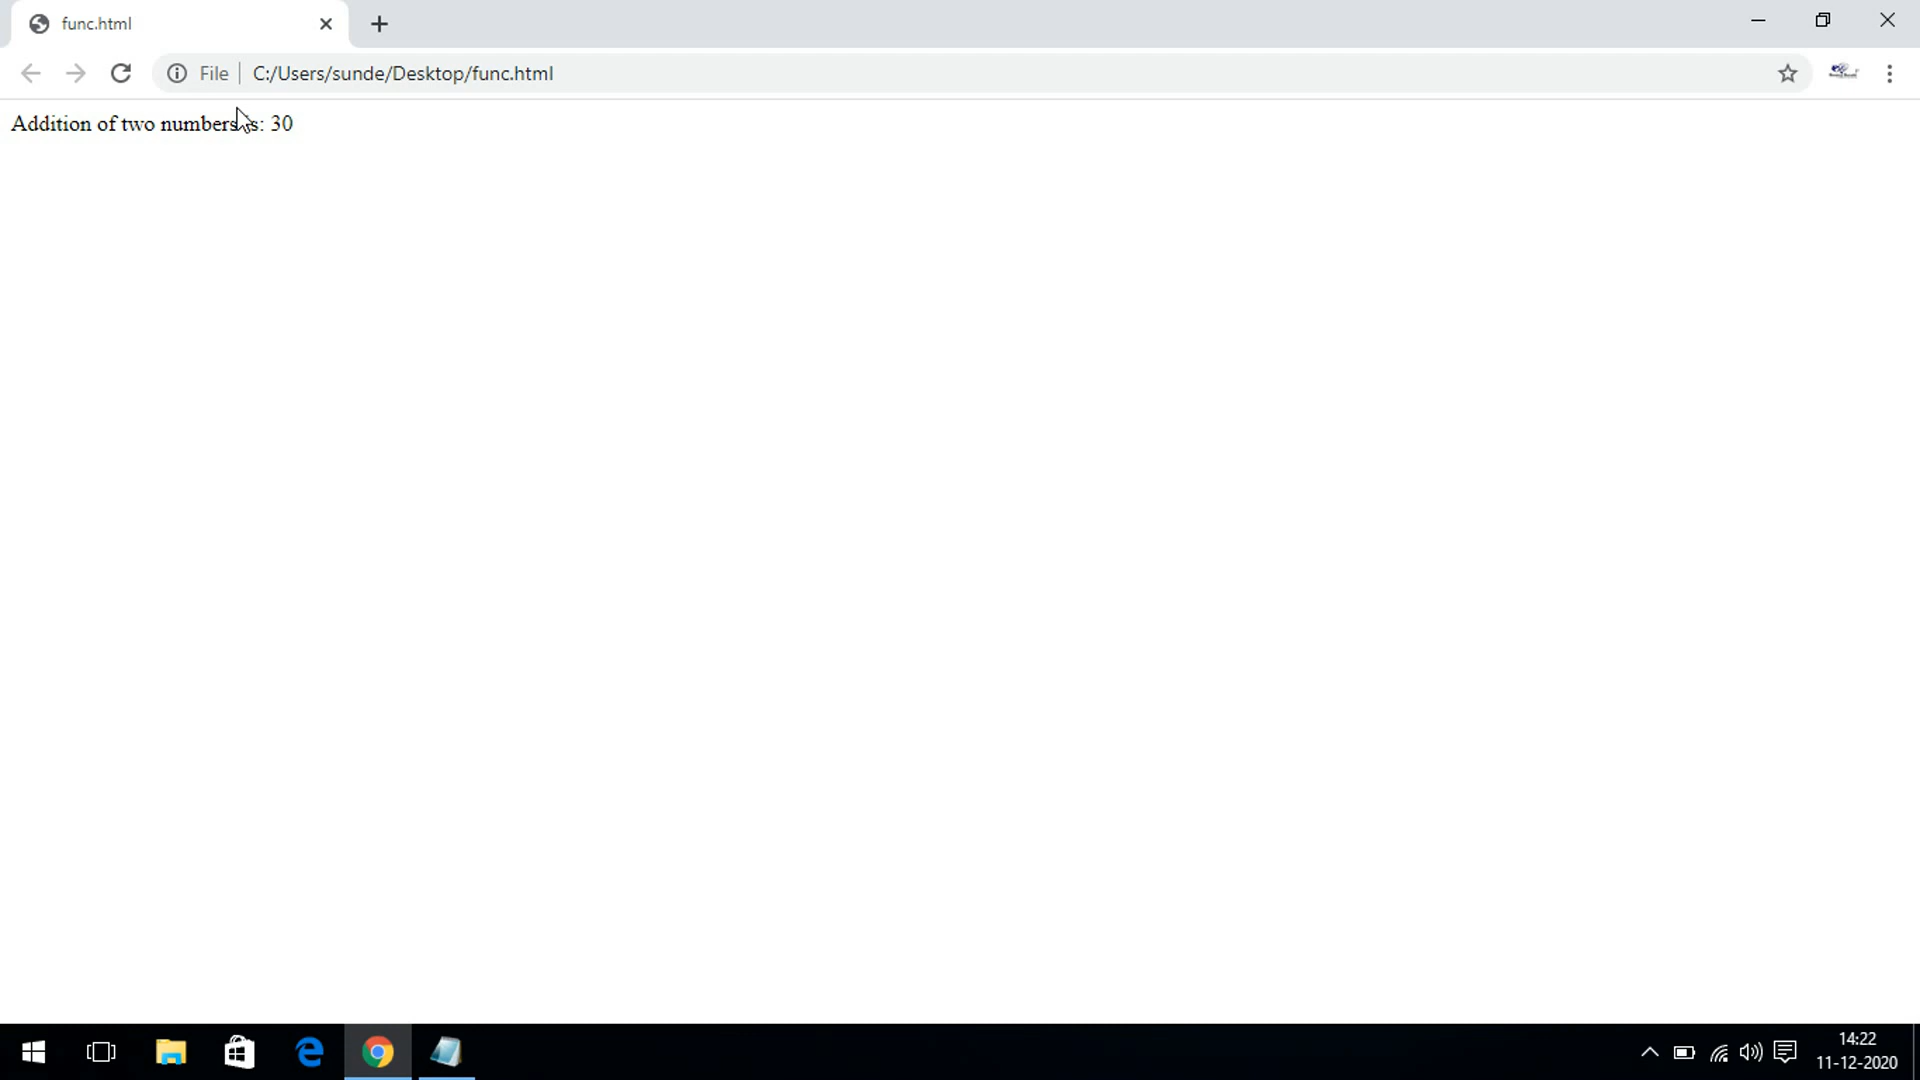 func.html
File
C:/Users/sunde/Desktop/func.html
Addition of two numbers is: 30
14:22
11-12-2020